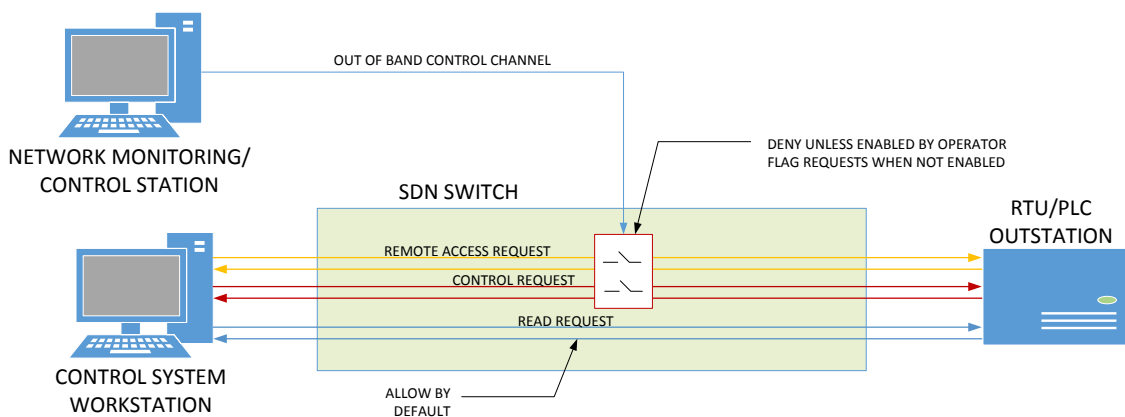 OUT OF BAND CONTROL CHANNEL
NETWORK MONITORING/
CONTROL STATION
DENY UNLESS ENABLED BY OPERATOR
FLAG REQUESTS WHEN NOT ENABLED
SDN SWITCH
RTU/PLC
OUTSTATION
REMOTE ACCESS REQUEST
CONTROL REQUEST
READ REQUEST
CONTROL SYSTEM
WORKSTATION
ALLOW BY
DEFAULT